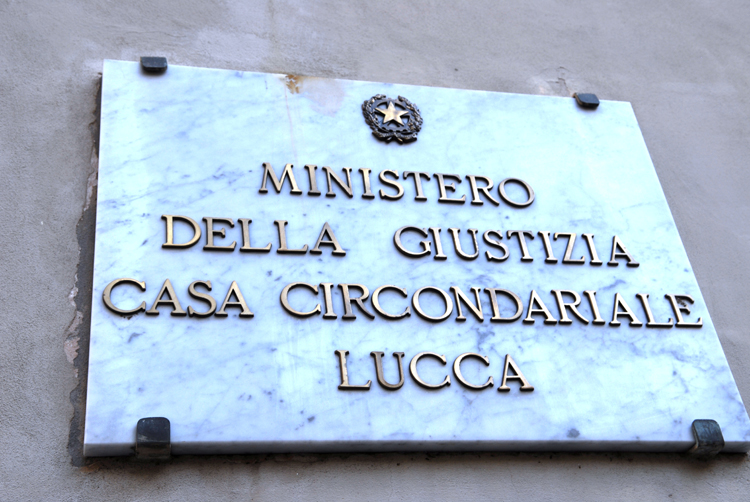 MINISTERO
DELLA GIUSTIZIA
CASA CIRCONDARIALE
LUCCA